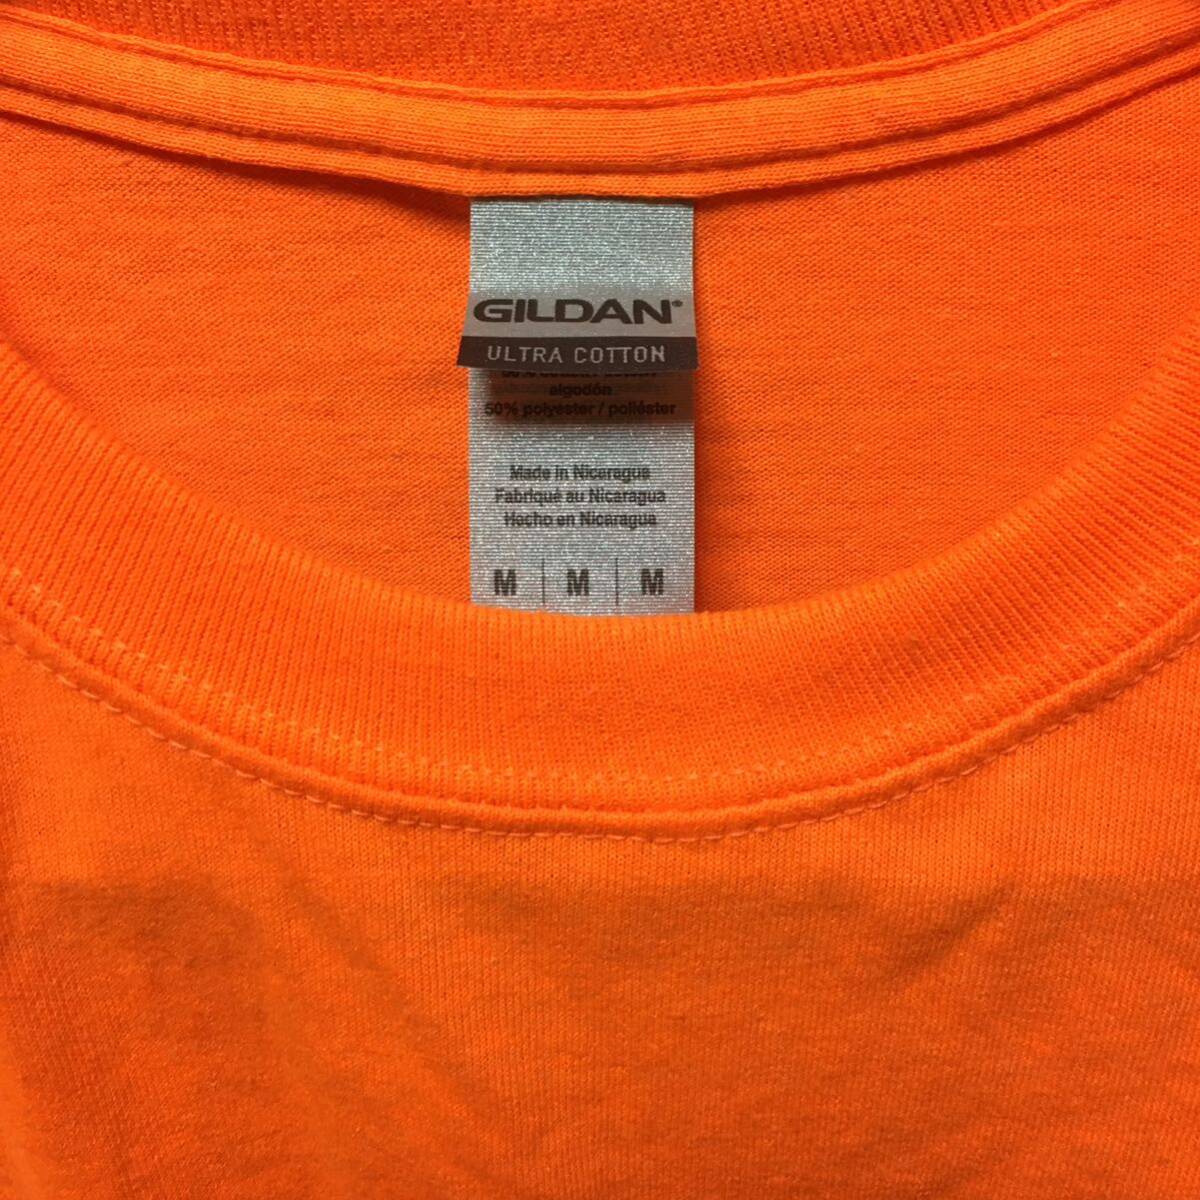 GILDAN®
ULTRA COTTON
algodón
50% polyester / poliéster
Made in Nicaragua
Fabriqué au Nicaragua
Hecho en Nicaragua
M | M | M